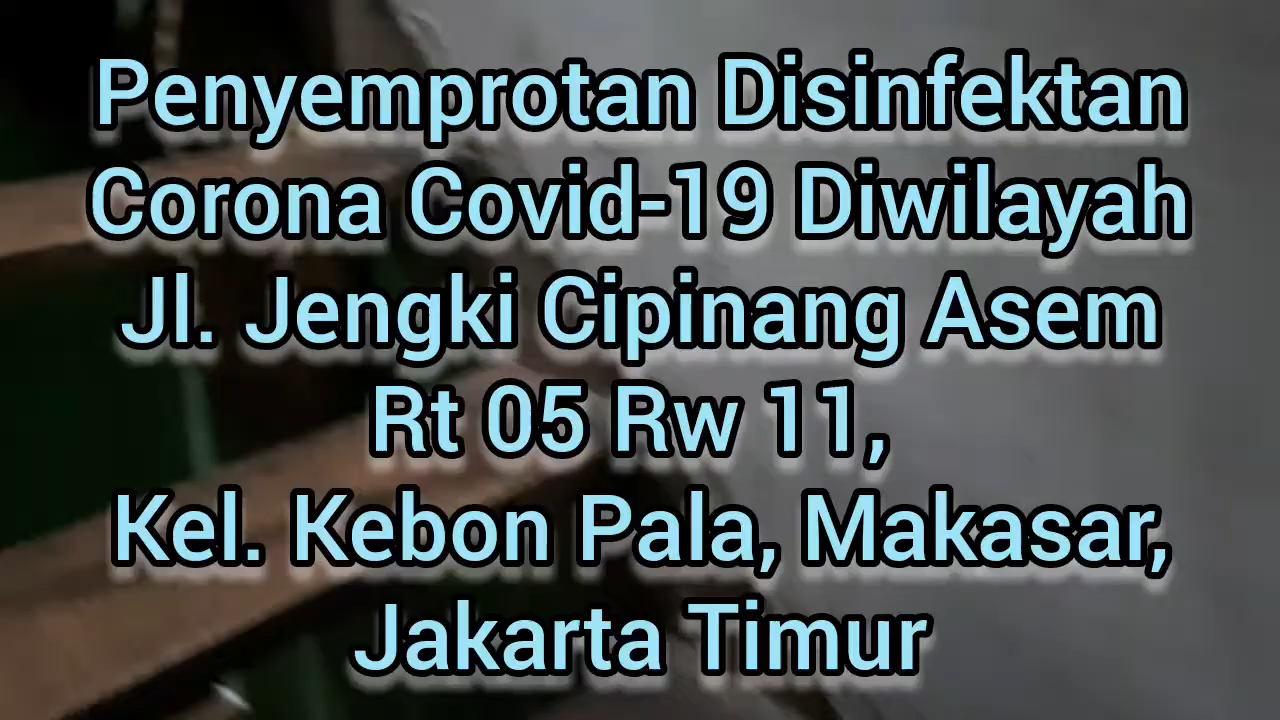 Penyemprotan Disinfektan
Corona Covid-19 Diwilayah
Jl. Jengki Cipinang Asem
Rt 05 Rw 11,
Kel. Kebon Pala, Makasar,
Jakarta Timur